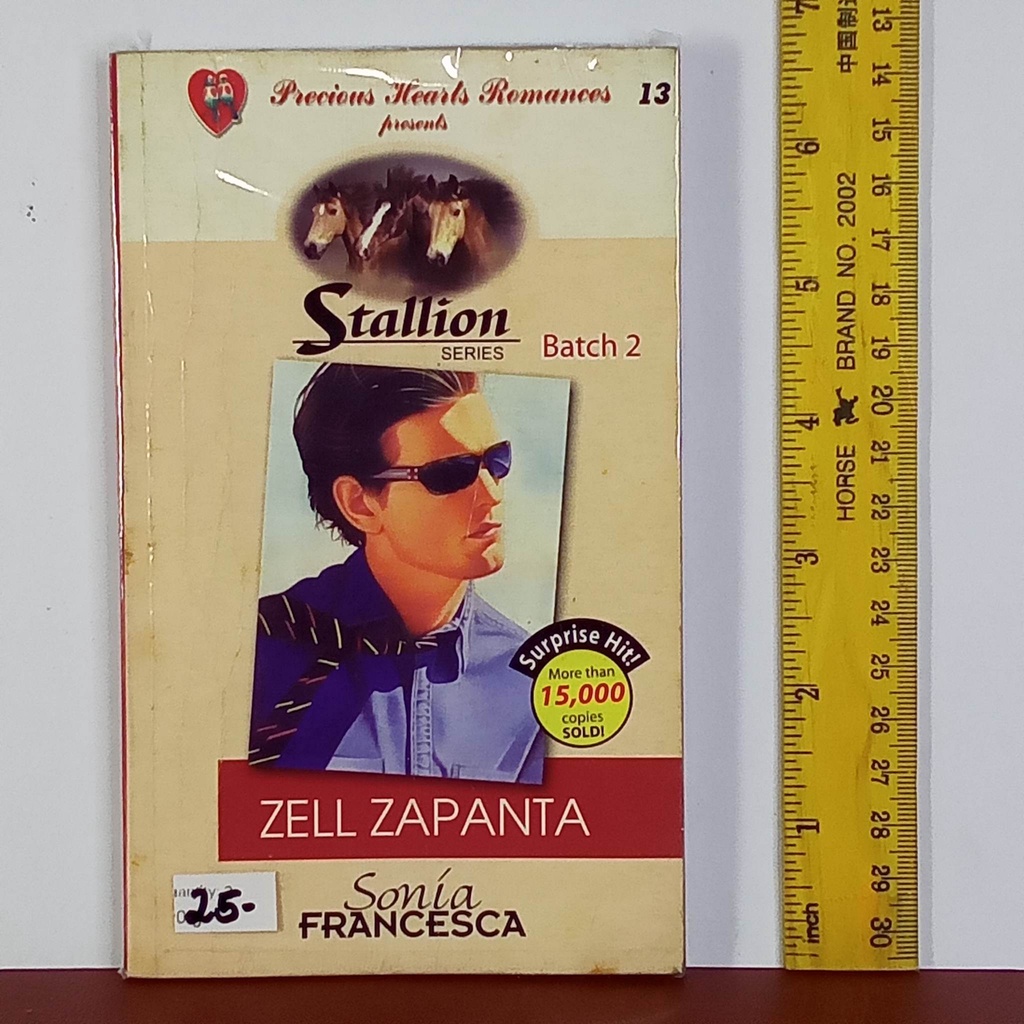 Precious Hearts Romances 13
presents
Stallion
SERIES
Batch 2
Surprise Hit!
More than
15,000
copies
SOLD!
ZELL ZAPANTA
25-
Sonia
FRANCESCA
7
6
5
4
3
2
1
inch
中国制
HORSE BRAND NO. 2002
13
14
15
16
17
18
19
20
21
22
23
24
25
26
27
28
29
30